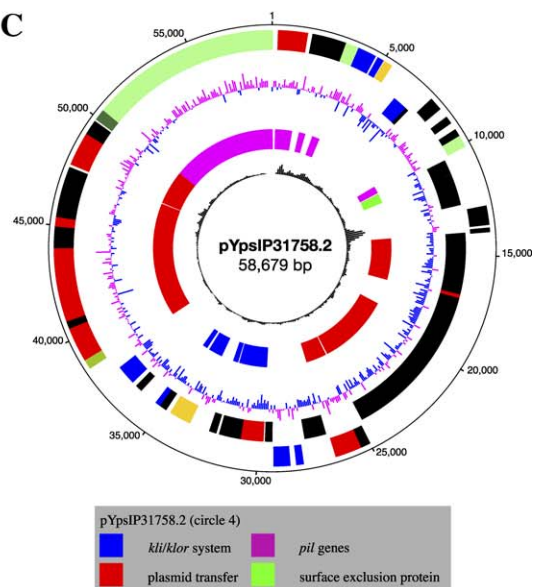 C
1
55,000
5,000
50,000
10,000
pYpsIP31758.2
58,679 bp
45,000
15,000
40,000
20,000
35,000
25,000
30,000
pYpsIP31758.2 (circle 4)
kli/klor system
pil genes
plasmid transfer
surface exclusion protein